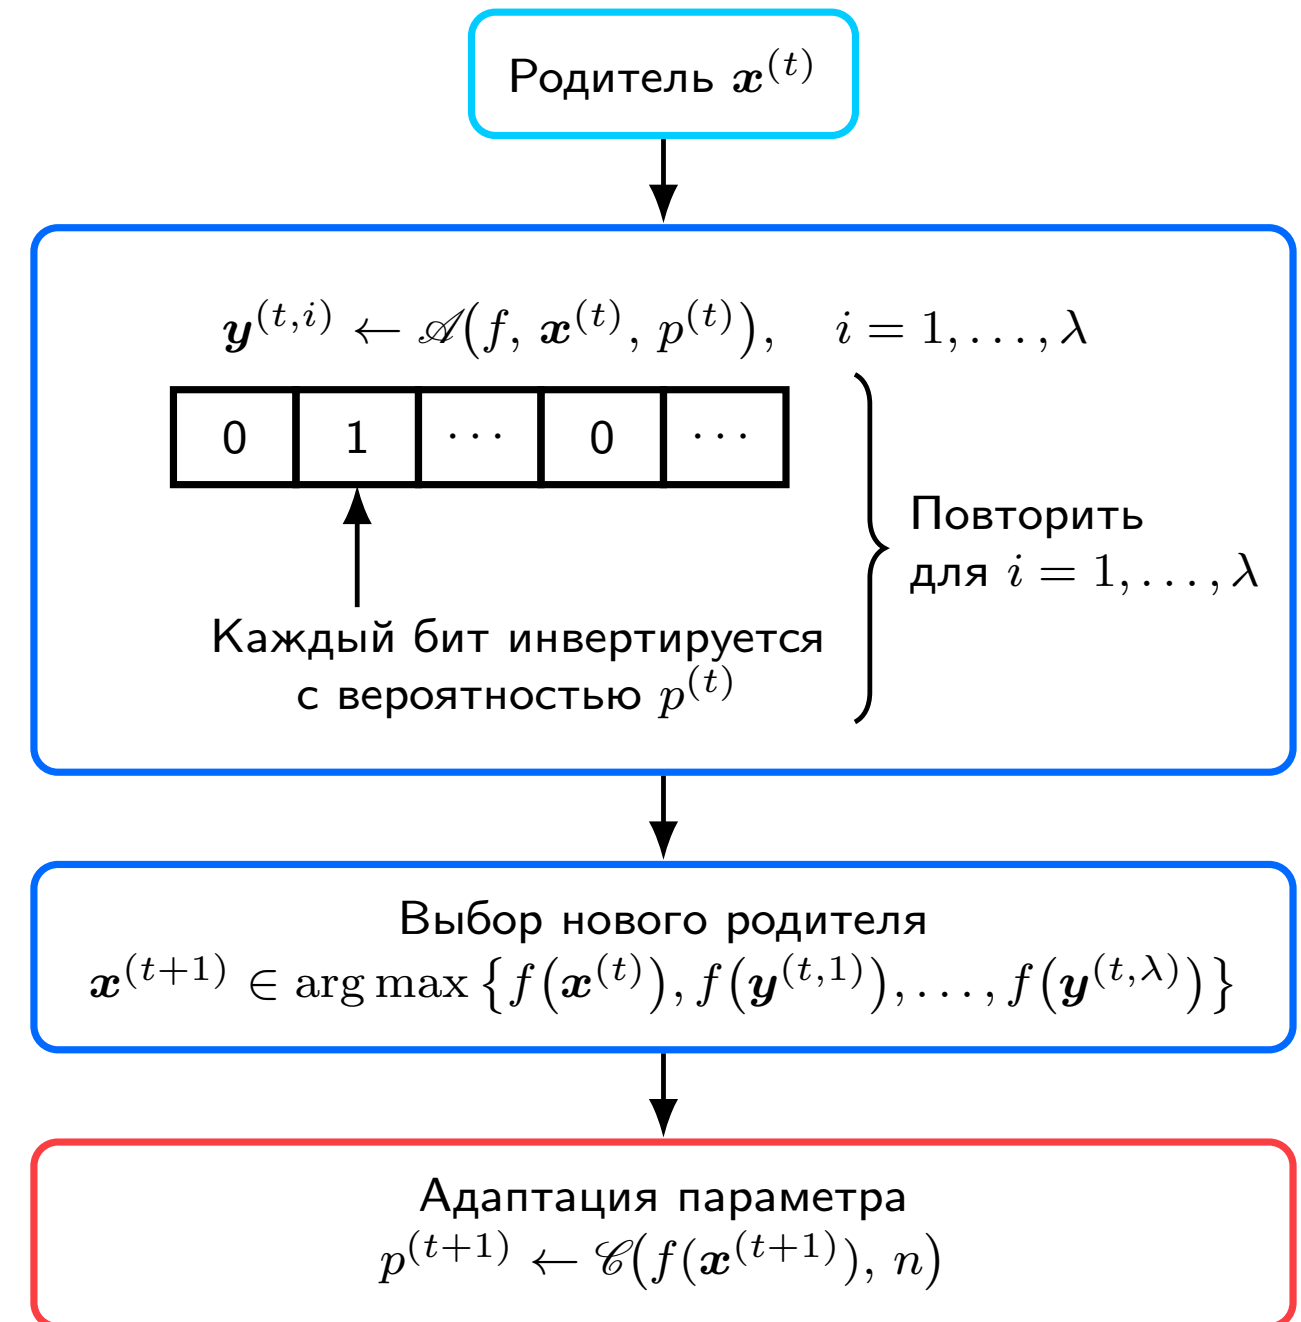 Родитель 𝒙^(t)
𝒚^(t,i) ← 𝒜(f, 𝒙^(t), p^(t)), i = 1, . . . , λ
0 1 ··· 0 ···
Повторить
для i = 1, . . . , λ
Каждый бит инвертируется
с вероятностью p^(t)
Выбор нового родителя
𝒙^(t+1) ∈ arg max {f(𝒙^(t)), f(𝒚^(t,1)), . . . , f(𝒚^(t,λ))}
Адаптация параметра
p^(t+1) ← 𝒞(f(𝒙^(t+1)), n)